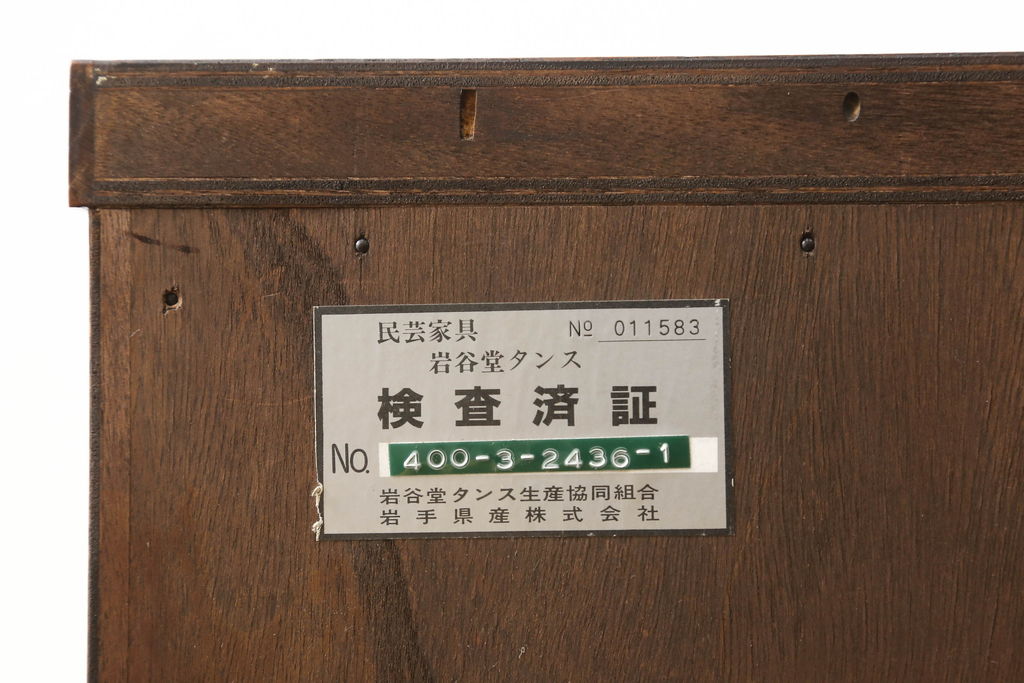 民芸家具 № 011583
岩谷堂タンス
検査済証
No. 400-3-2436-1
岩谷堂タンス生産協同組合
岩手県産株式会社